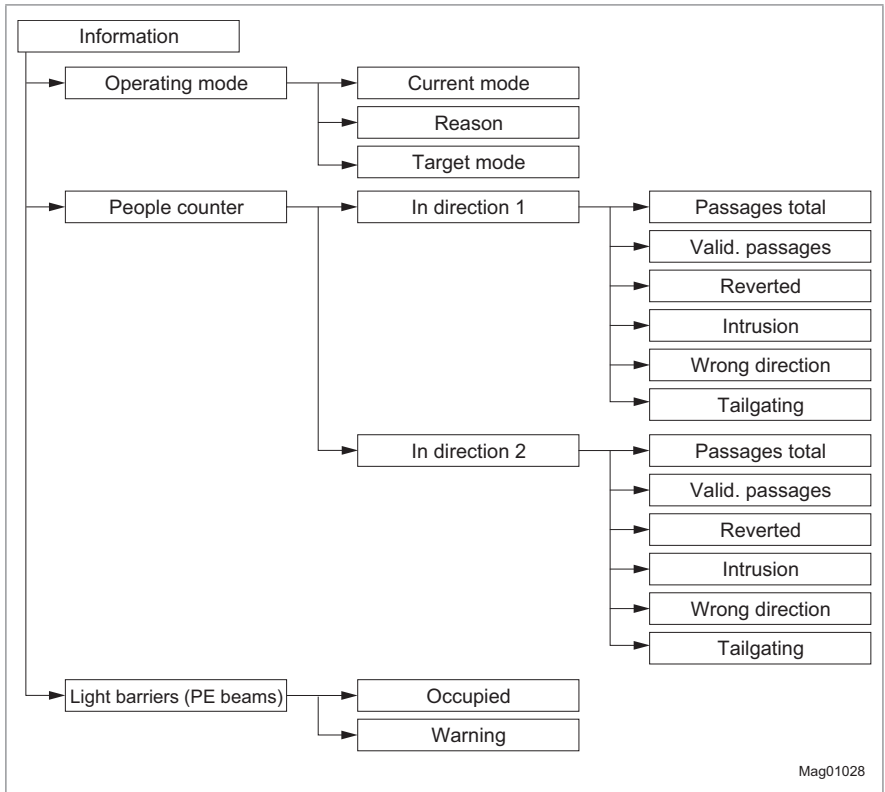 Information
Operating mode
Current mode
Reason
Target mode
People counter
In direction 1
Passages total
Valid. passages
Reverted
Intrusion
Wrong direction
Tailgating
In direction 2
Passages total
Valid. passages
Reverted
Intrusion
Wrong direction
Tailgating
Light barriers (PE beams)
Occupied
Warning
Mag01028